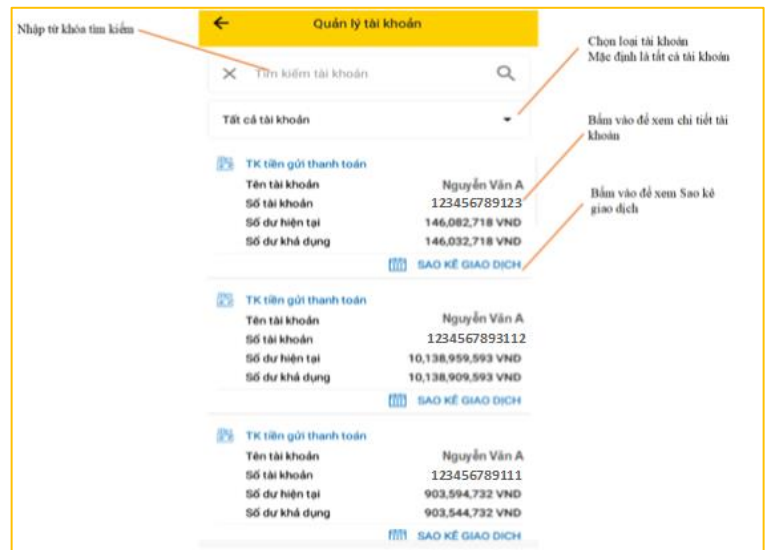 Nhập từ khóa tìm kiếm
Quản lý tài khoản
Tìm kiếm tài khoản
Tất cả tài khoản
Chọn loại tài khoản
Mặc định là tất cả tài khoản
Bấm vào để xem chi tiết tài
khoản
Bấm vào để xem Sao kê
giao dịch
TK tiền gửi thanh toán
Tên tài khoản Nguyễn Văn A
Số tài khoản 123456789123
Số dư hiện tại 146,082,718 VND
Số dư khả dụng 146,032,718 VND
SAO KÊ GIAO DỊCH
TK tiền gửi thanh toán
Tên tài khoản Nguyễn Văn A
Số tài khoản 1234567893112
Số dư hiện tại 10,138,959,593 VND
Số dư khả dụng 10,138,909,593 VND
SAO KÊ GIAO DỊCH
TK tiền gửi thanh toán
Tên tài khoản Nguyễn Văn A
Số tài khoản 123456789111
Số dư hiện tại 903,594,732 VND
Số dư khả dụng 903,544,732 VND
SAO KÊ GIAO DỊCH